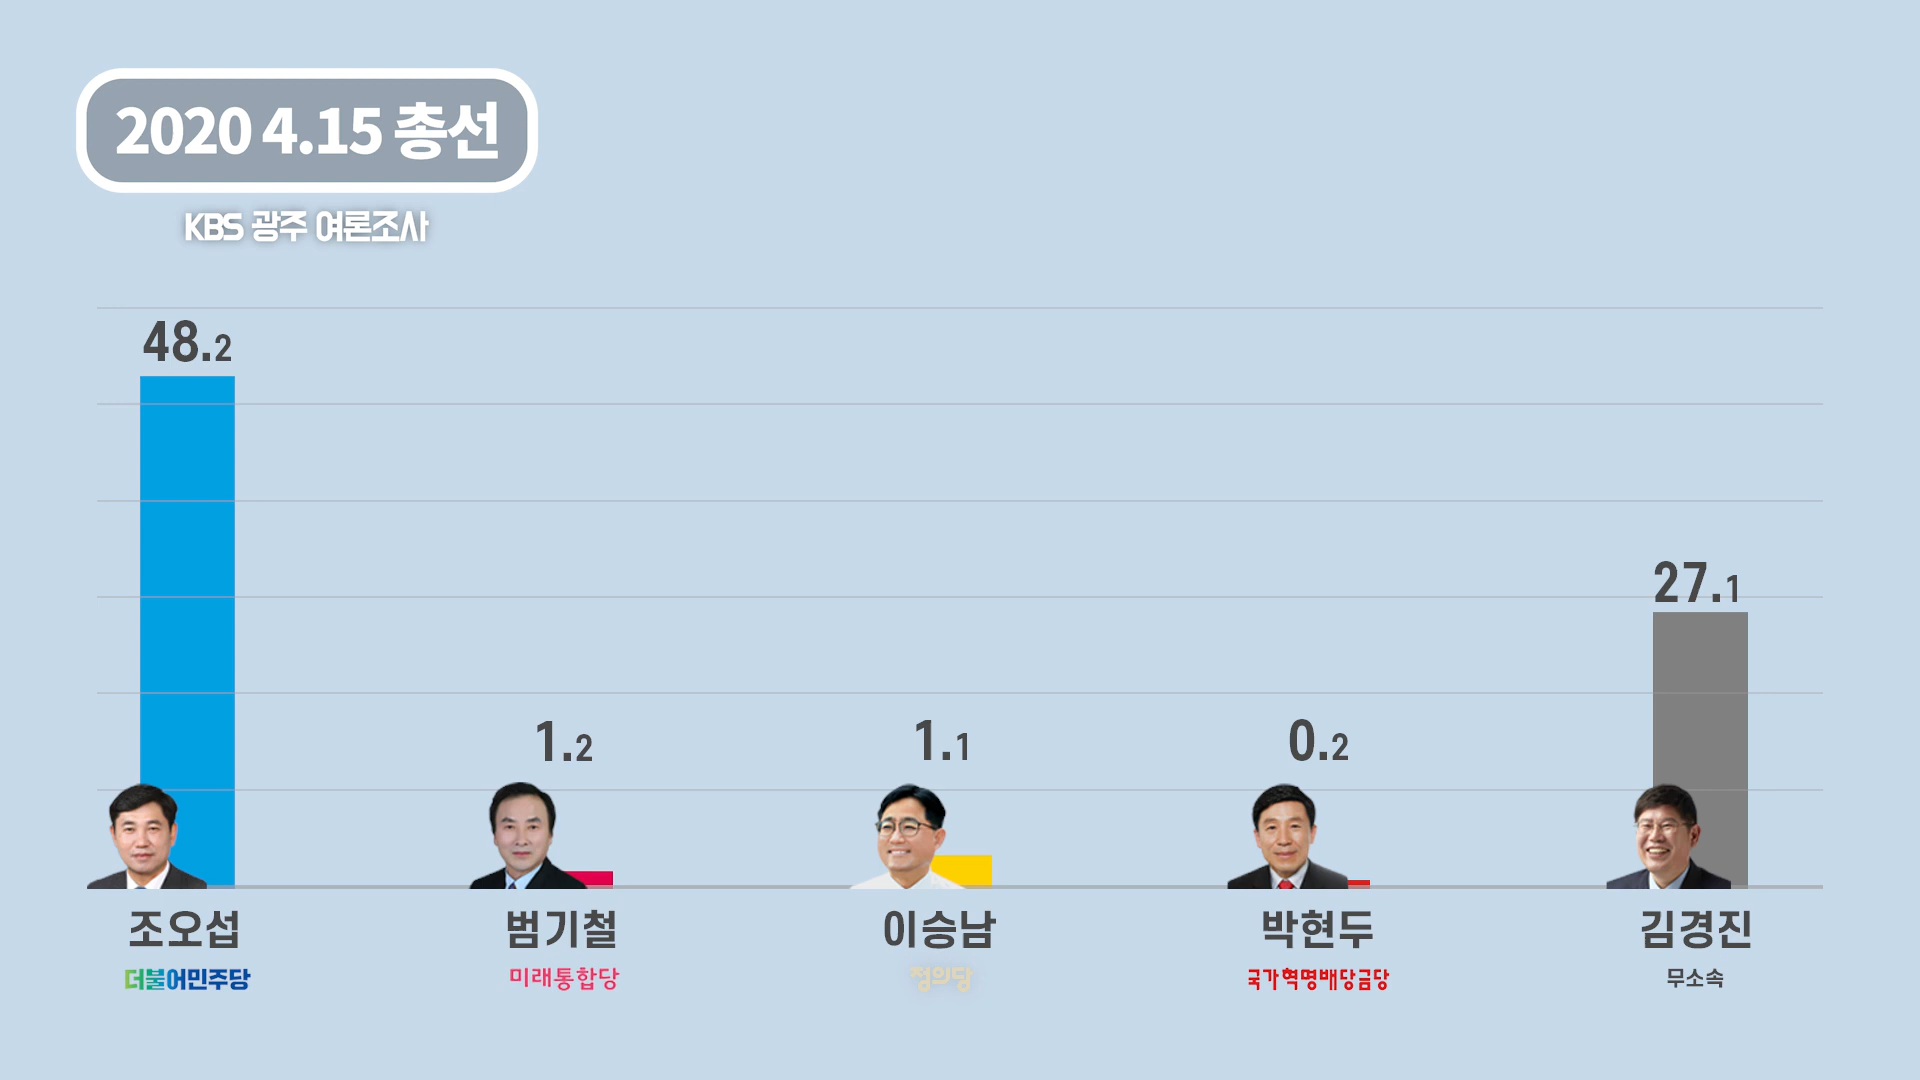 2020 4.15 총선
KBS 광주 여론조사
48.2
1.2
1.1
0.2
27.1
조오섭
범기철
이승남
박현두
김경진
더불어민주당
미래통합당
정의당
국가혁명배당금당
무소속